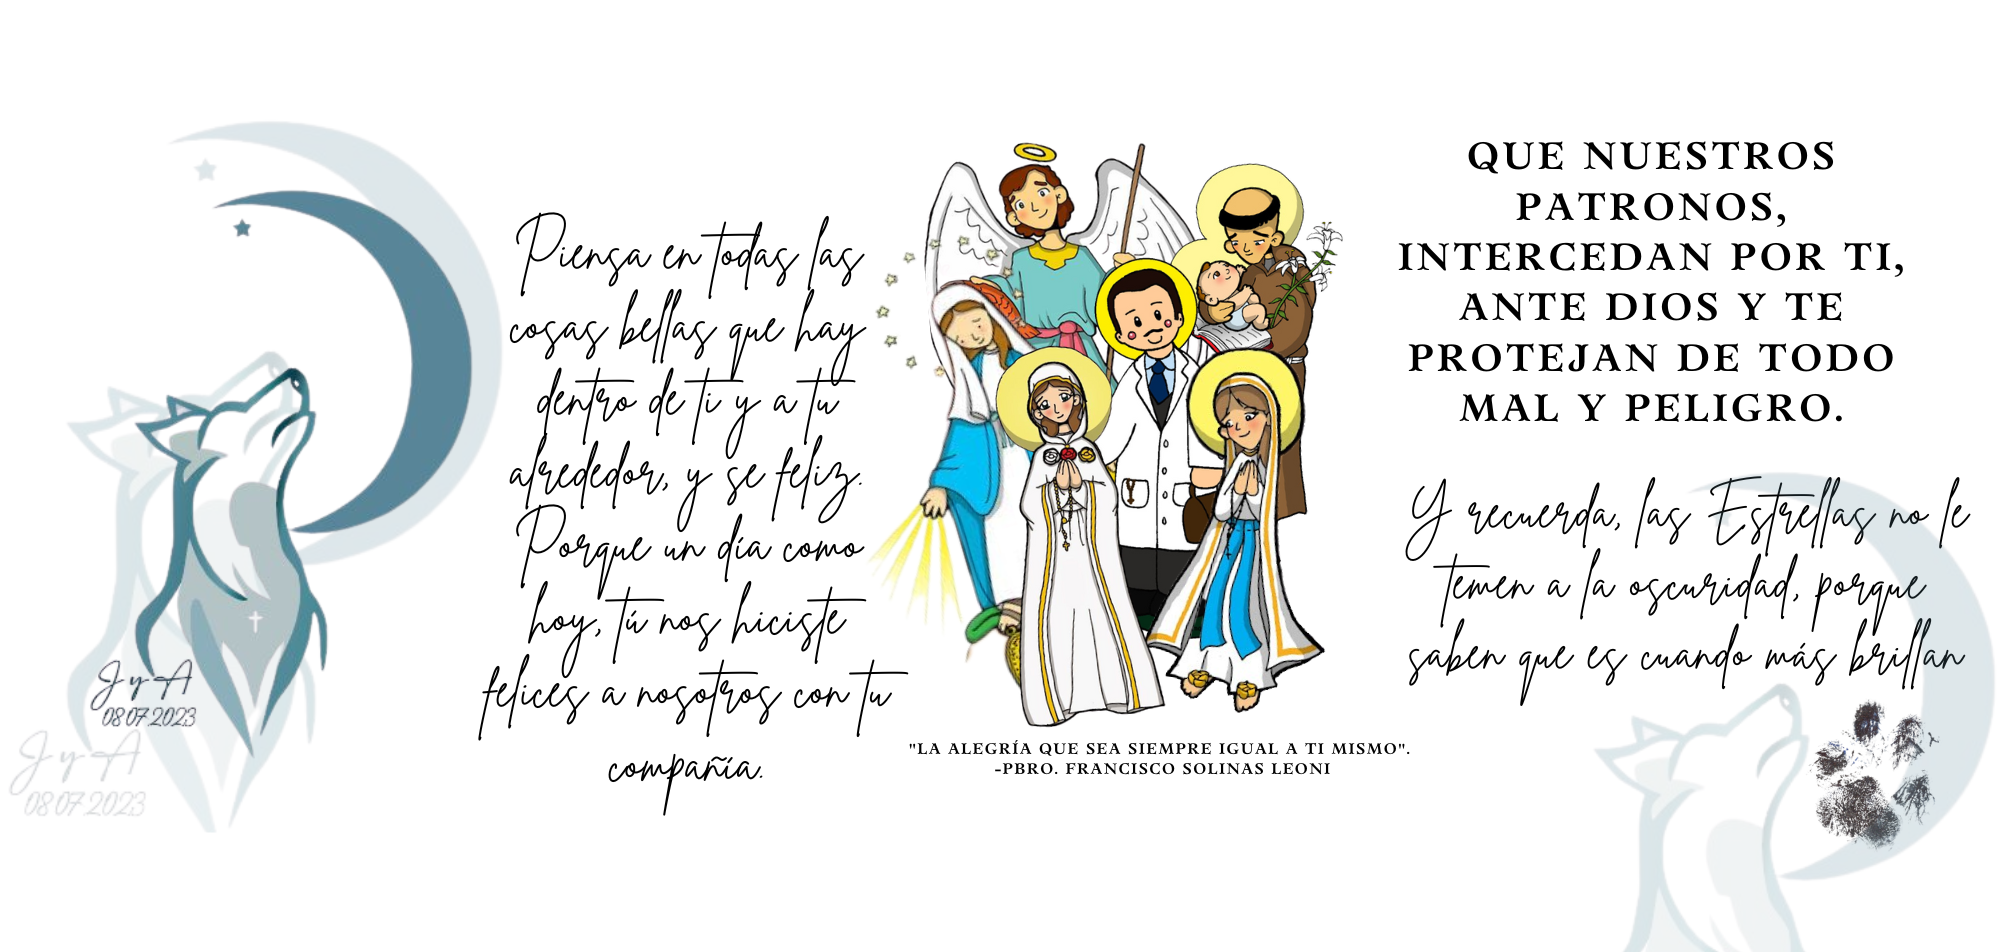 J y A
08.07.2023
J y A
08.07.2023
Piensa en todas las
cosas bellas que hay
dentro de ti y a tu
alrededor, y se feliz.
Porque un día como
hoy, tú nos hiciste
felices a nosotros con tu
compañía.
"LA ALEGRÍA QUE SEA SIEMPRE IGUAL A TI MISMO".
-PBRO. FRANCISCO SOLINAS LEONI
QUE NUESTROS
PATRONOS,
INTERCEDAN POR TI,
ANTE DIOS Y TE
PROTEJAN DE TODO
MAL Y PELIGRO.
Y recuerda, las Estrellas no le
temen a la oscuridad, porque
saben que es cuando más brillan